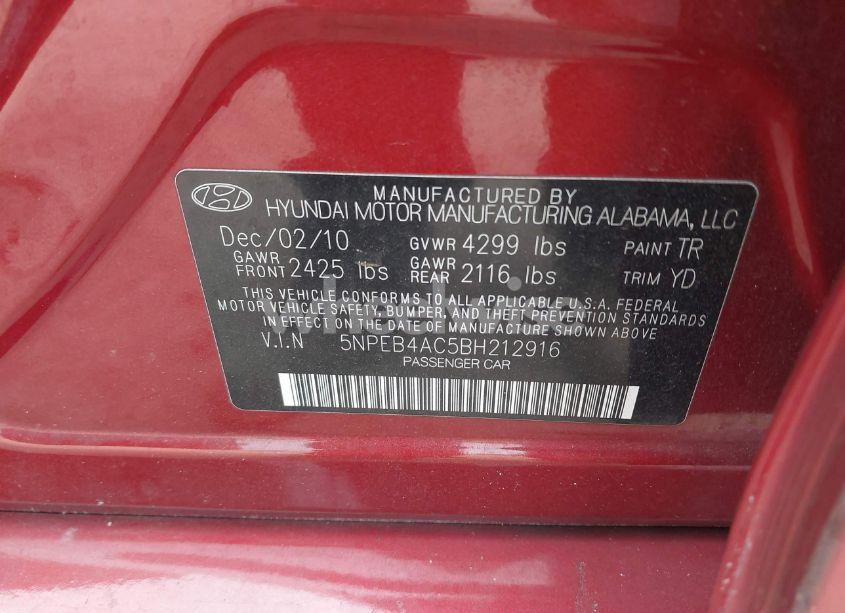 MANUFACTURED BY
HYUNDAI MOTOR MANUFACTURING ALABAMA, LLC
Dec/02/10 GVWR 4299 lbs PAINT TR
GAWR FRONT 2425 lbs GAWR REAR 2116 lbs TRIM YD
THIS VEHICLE CONFORMS TO ALL APPLICABLE U.S.A. FEDERAL
MOTOR VEHICLE SAFETY, BUMPER, AND THEFT PREVENTION STANDARDS
IN EFFECT ON THE DATE OF MANUFACTURE SHOWN ABOVE
V.I.N 5NPEB4AC5BH212916
PASSENGER CAR